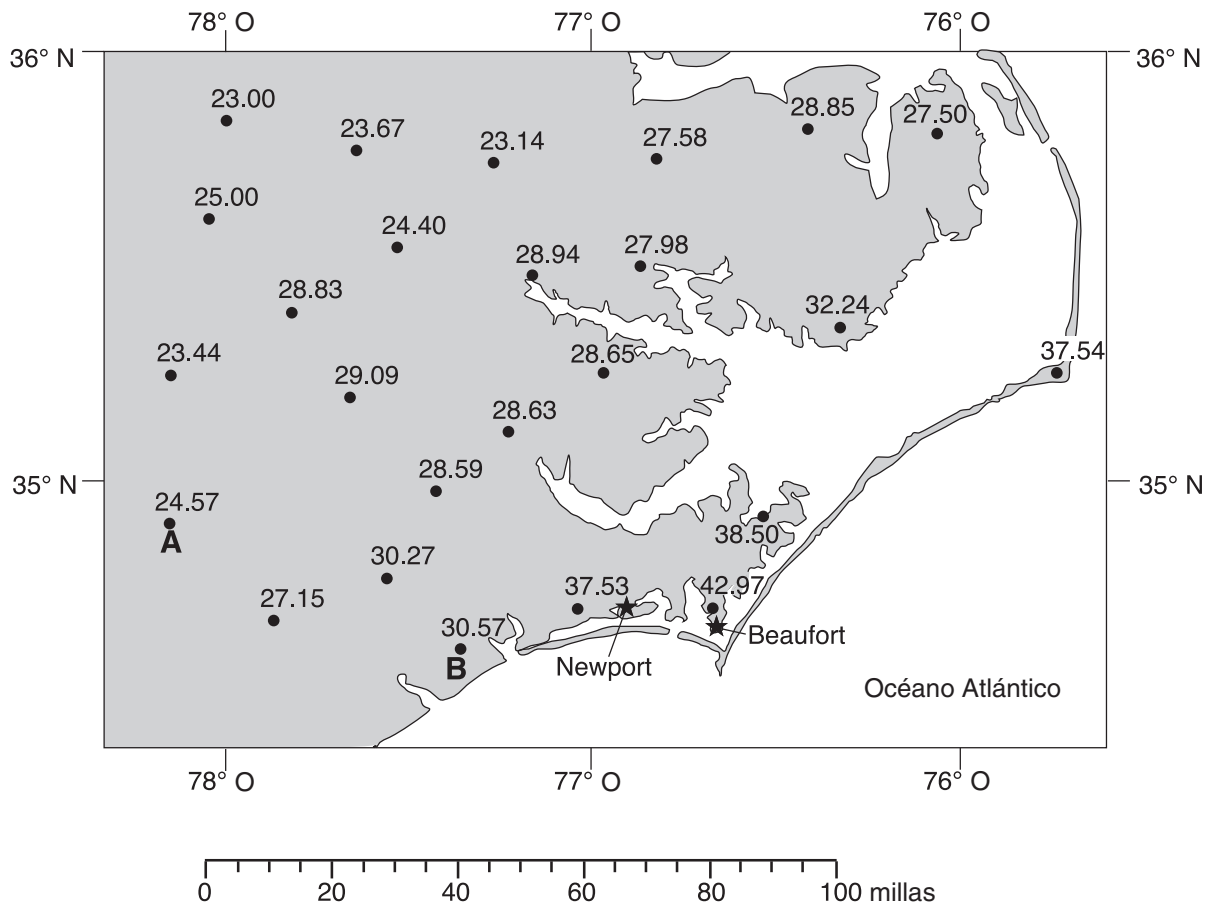 78° O 77° O 76° O
36° N 36° N
23.00 28.85 27.50
23.67 23.14 27.58
25.00
24.40
28.94 27.98
28.83
32.24
23.44 28.65 37.54
29.09
28.63
28.59
35° N 35° N
24.57
A
38.50
30.27
37.53 42.97
27.15
30.57
B
Beaufort
Newport
Océano Atlántico
78° O 77° O 76° O
0 20 40 60 80 100 millas